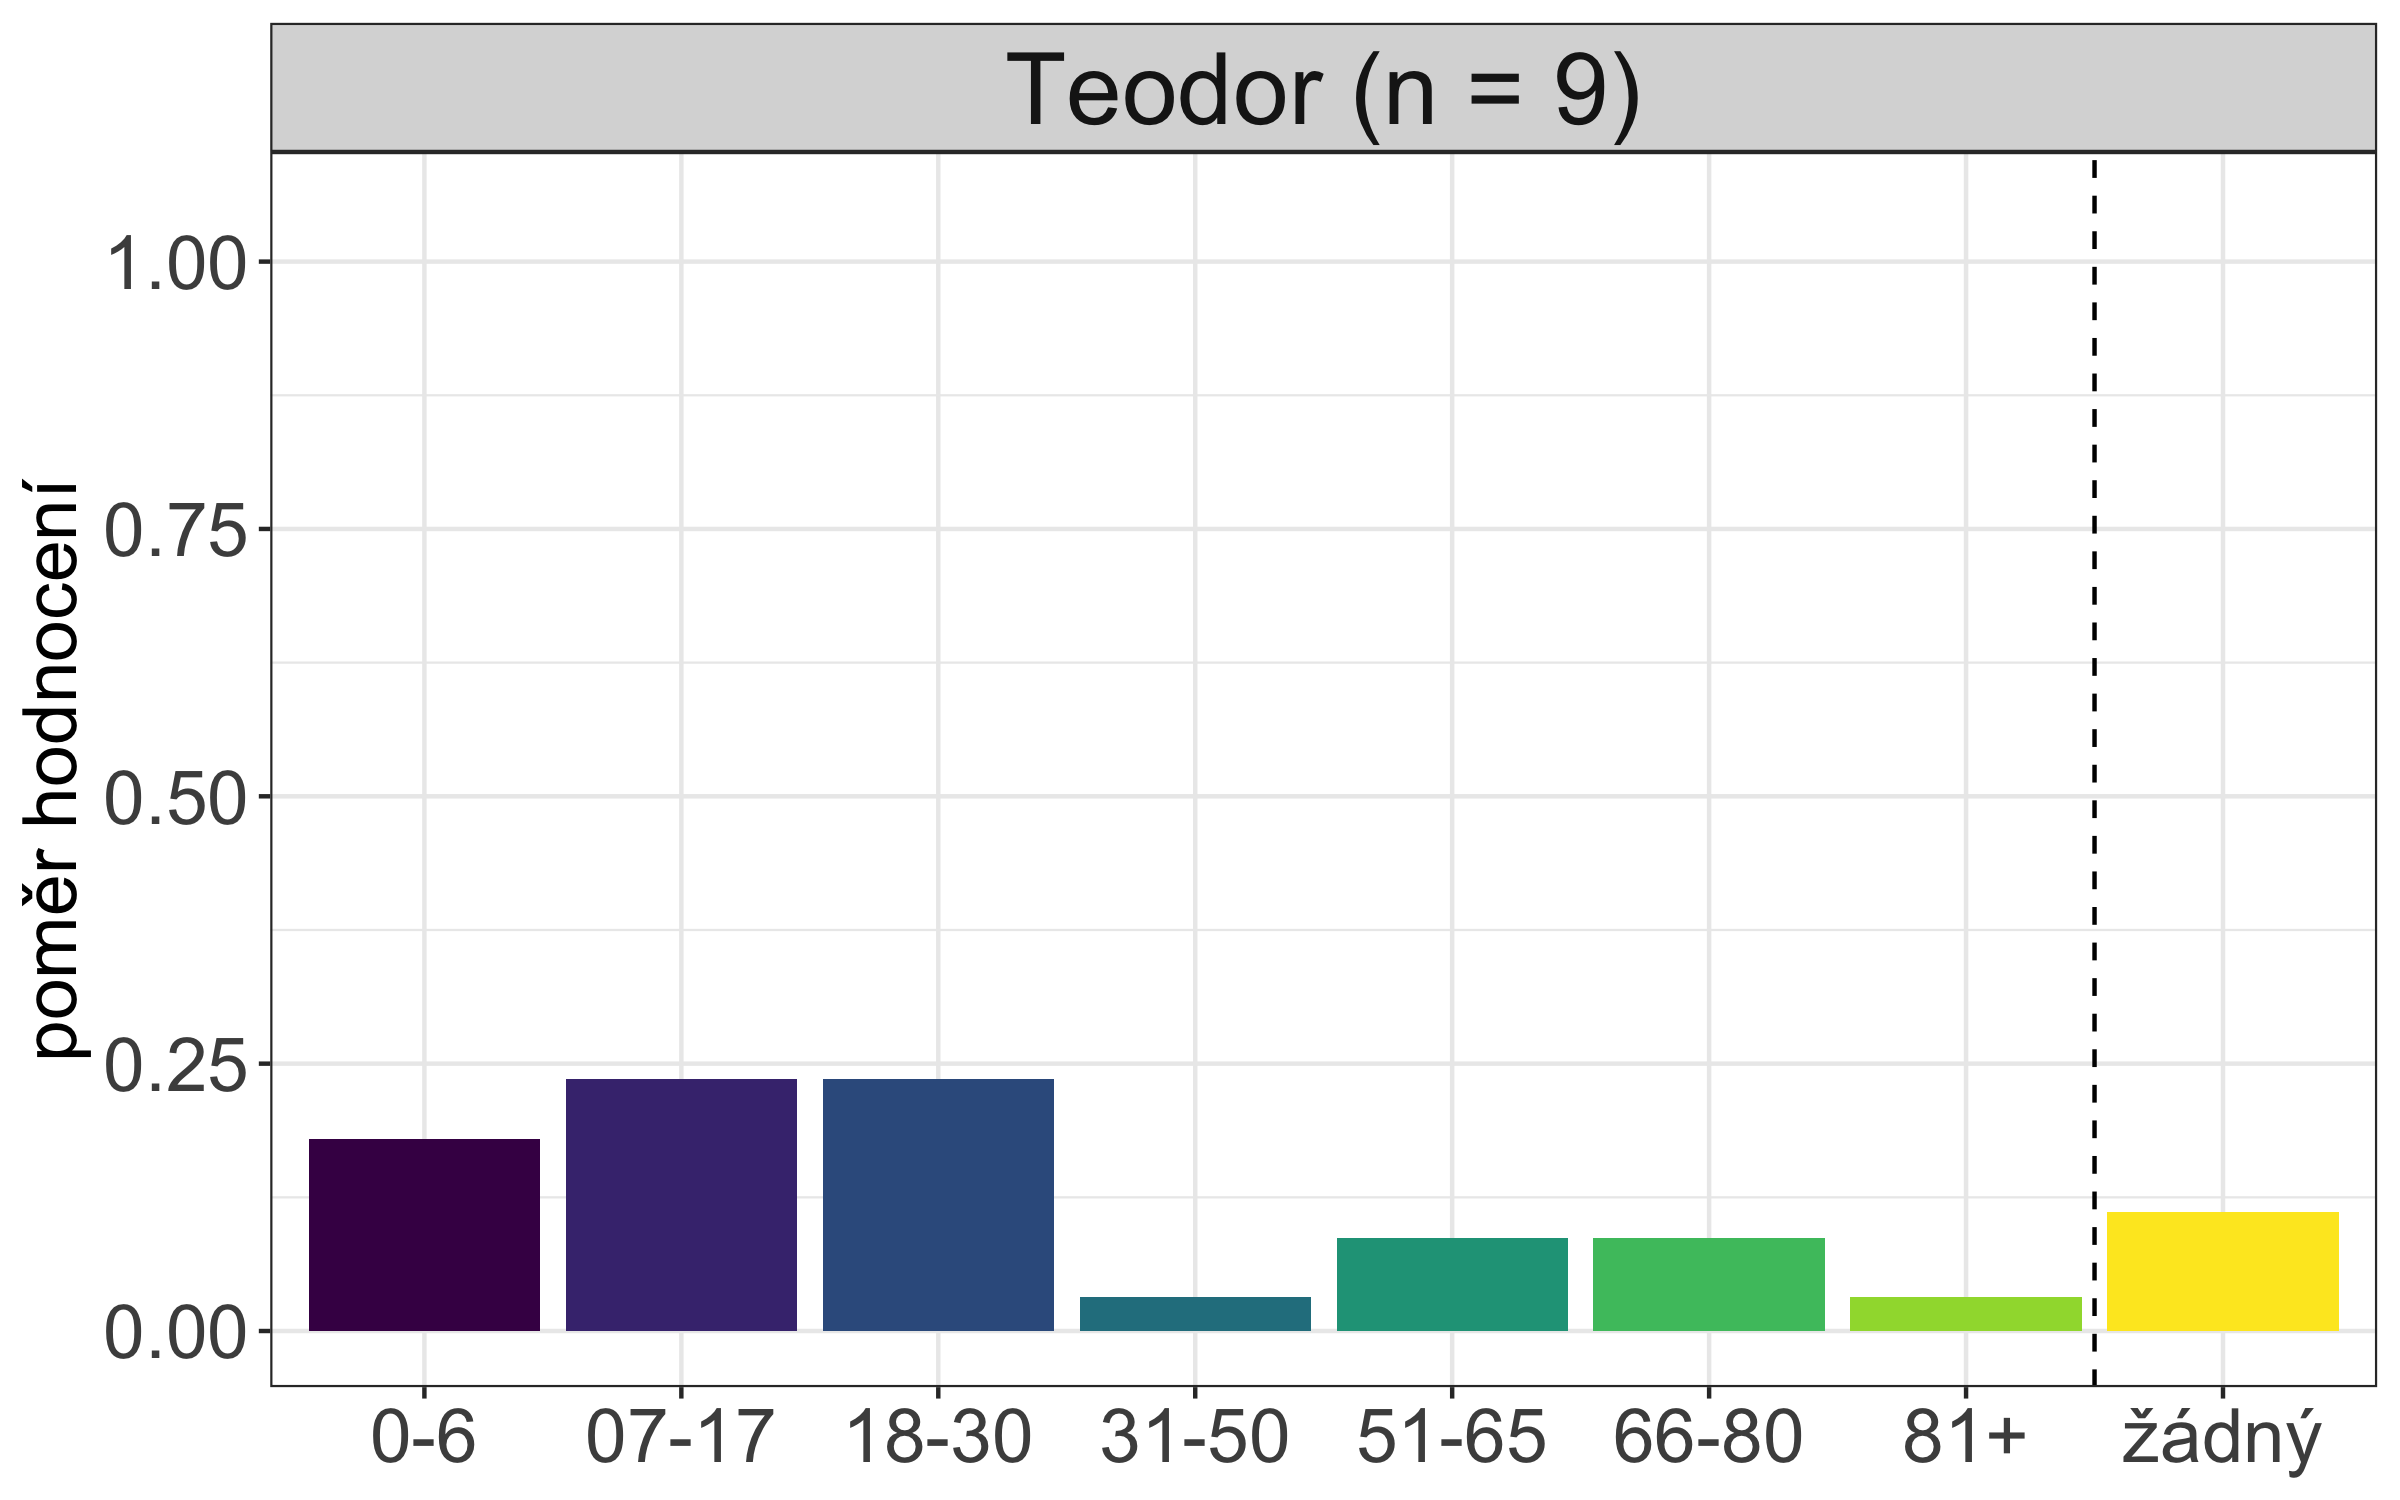 Teodor (n = 9)
poměr hodnocení
1.00
0.75
0.50
0.25
0.00
0-6 07-17 18-30 31-50 51-65 66-80 81+ žádný